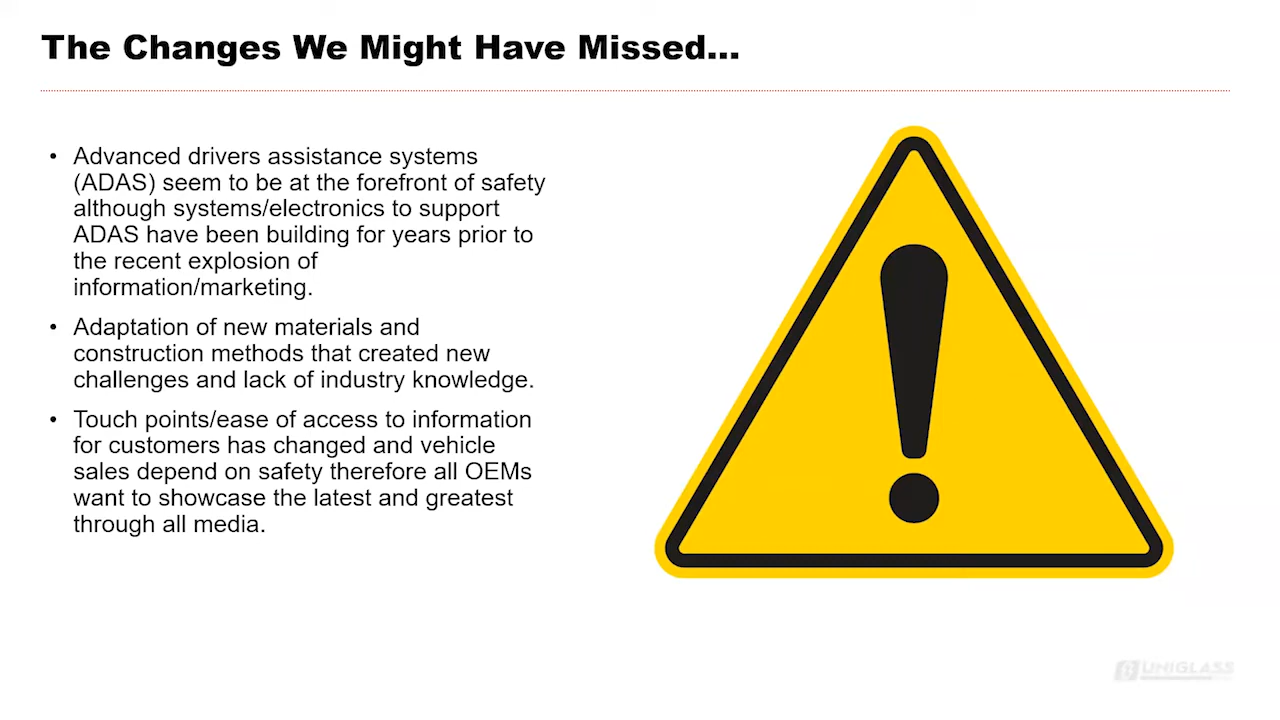 The Changes We Might Have Missed...
• Advanced drivers assistance systems
(ADAS) seem to be at the forefront of safety
although systems/electronics to support
ADAS have been building for years prior to
the recent explosion of
information/marketing.
• Adaptation of new materials and
construction methods that created new
challenges and lack of industry knowledge.
• Touch points/ease of access to information
for customers has changed and vehicle
sales depend on safety therefore all OEMs
want to showcase the latest and greatest
through all media.
!
UNIGLASS